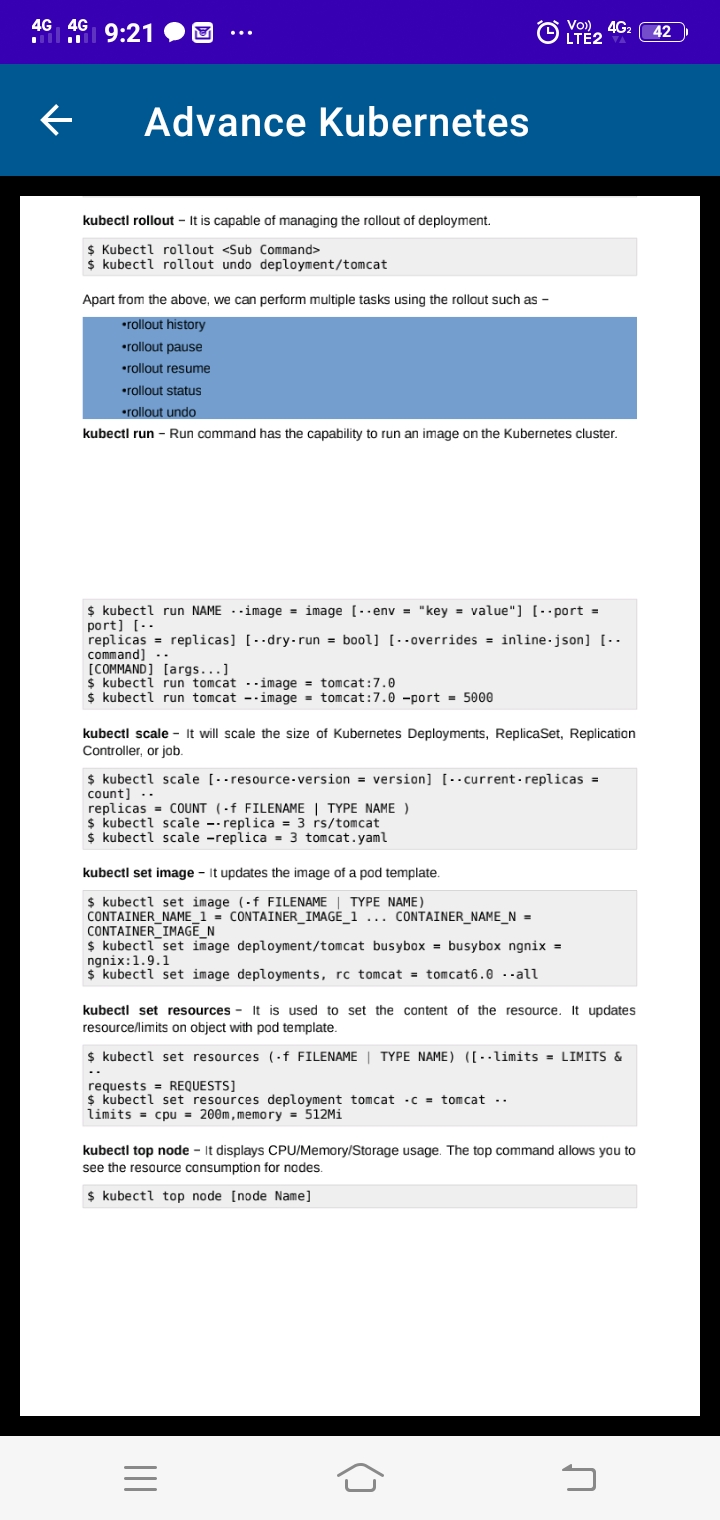 4G 4G 9:21 ... Vo)) LTE2 4G2 42
Advance Kubernetes
kubectl rollout − It is capable of managing the rollout of deployment.
$ Kubectl rollout <Sub Command>
$ kubectl rollout undo deployment/tomcat
Apart from the above, we can perform multiple tasks using the rollout such as −
•rollout history
•rollout pause
•rollout resume
•rollout status
•rollout undo
kubectl run − Run command has the capability to run an image on the Kubernetes cluster.
$ kubectl run NAME --image = image [--env = "key = value"] [--port =
port] [--
replicas = replicas] [--dry-run = bool] [--overrides = inline-json] [--
command] --
[COMMAND] [args...]
$ kubectl run tomcat --image = tomcat:7.0
$ kubectl run tomcat –-image = tomcat:7.0 –port = 5000
kubectl scale − It will scale the size of Kubernetes Deployments, ReplicaSet, Replication
Controller, or job.
$ kubectl scale [--resource-version = version] [--current-replicas =
count] --
replicas = COUNT (-f FILENAME | TYPE NAME )
$ kubectl scale –-replica = 3 rs/tomcat
$ kubectl scale –replica = 3 tomcat.yaml
kubectl set image − It updates the image of a pod template.
$ kubectl set image (-f FILENAME | TYPE NAME)
CONTAINER_NAME_1 = CONTAINER_IMAGE_1 ... CONTAINER_NAME_N =
CONTAINER_IMAGE_N
$ kubectl set image deployment/tomcat busybox = busybox ngnix =
ngnix:1.9.1
$ kubectl set image deployments, rc tomcat = tomcat6.0 --all
kubectl set resources − It is used to set the content of the resource. It updates
resource/limits on object with pod template.
$ kubectl set resources (-f FILENAME | TYPE NAME) ([--limits = LIMITS &
--
requests = REQUESTS]
$ kubectl set resources deployment tomcat -c = tomcat --
limits = cpu = 200m,memory = 512Mi
kubectl top node − It displays CPU/Memory/Storage usage. The top command allows you to
see the resource consumption for nodes.
$ kubectl top node [node Name]